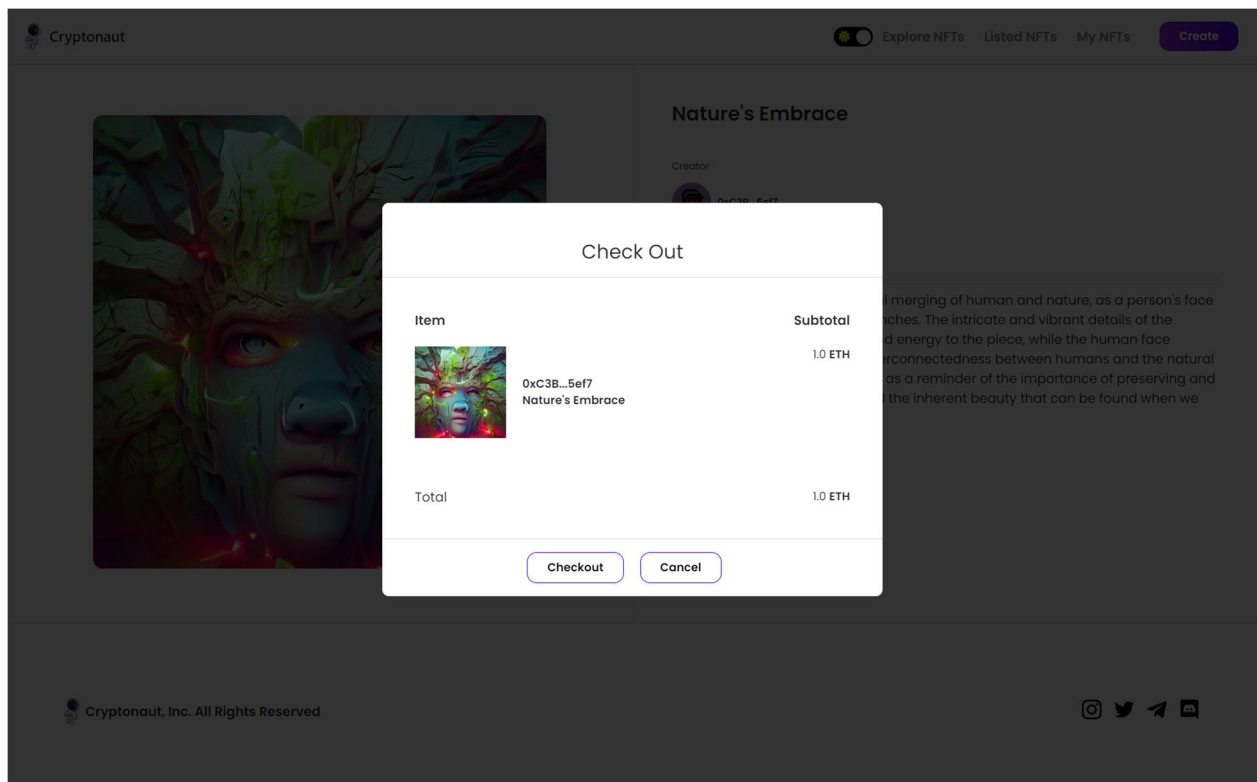 Cryptonaut
Explore NFTs Listed NFTs My NFTs Create
Nature's Embrace
Creator
0xC3B...5ef7
Check Out
Item Subtotal
1.0 ETH
0xC3B...5ef7
Nature's Embrace
Total 1.0 ETH
Checkout Cancel
l merging of human and nature, as a person's face
nches. The intricate and vibrant details of the
d energy to the piece, while the human face
erconnectedness between humans and the natural
as a reminder of the importance of preserving and
the inherent beauty that can be found when we
Cryptonaut, Inc. All Rights Reserved